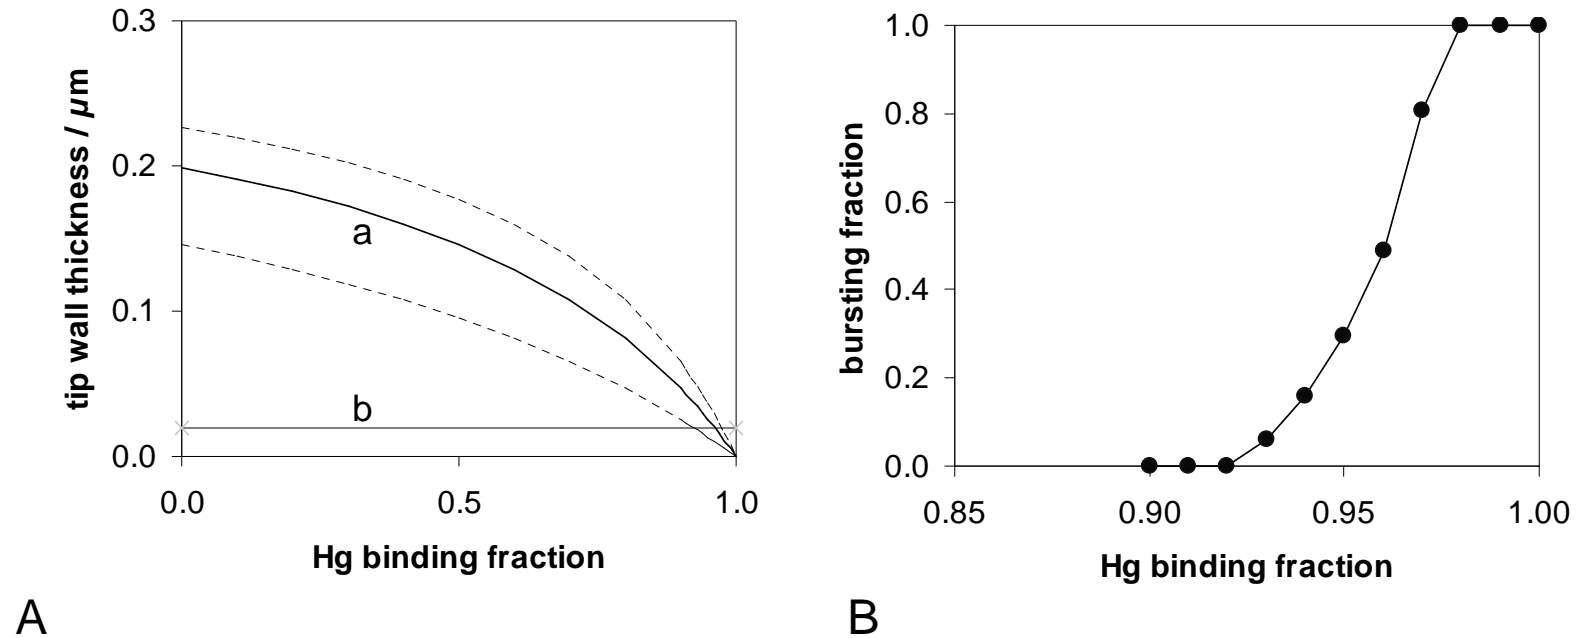 0.3
0.2
0.1
0.0
tip wall thickness / µm
a
b
0.0 0.5 1.0
Hg binding fraction
A
1.0
0.8
0.6
0.4
0.2
0.0
bursting fraction
0.85 0.90 0.95 1.00
Hg binding fraction
B